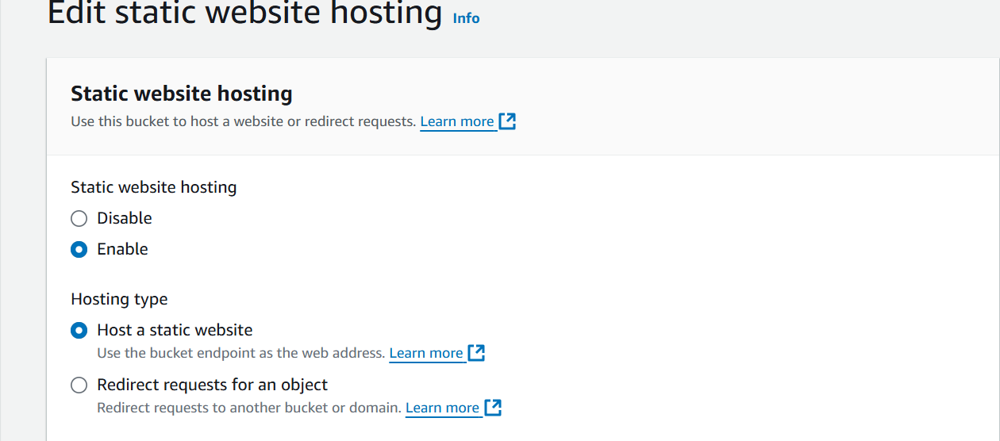 Edit static website hosting Info
Static website hosting
Use this bucket to host a website or redirect requests. Learn more
Static website hosting
Disable
Enable
Hosting type
Host a static website
Use the bucket endpoint as the web address. Learn more
Redirect requests for an object
Redirect requests to another bucket or domain. Learn more